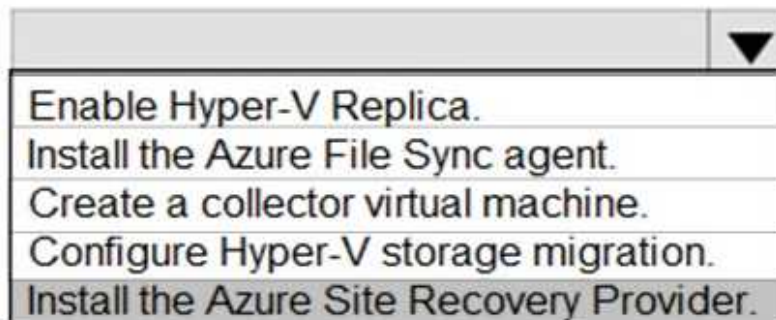 Enable Hyper-V Replica.
Install the Azure File Sync agent.
Create a collector virtual machine.
Configure Hyper-V storage migration.
Install the Azure Site Recovery Provider.